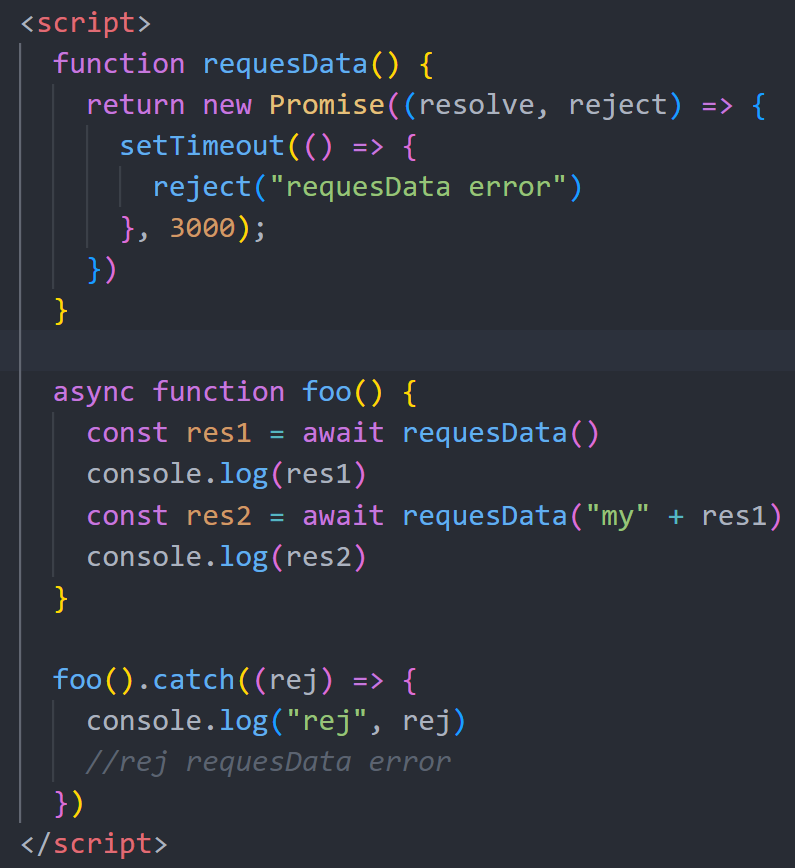 <script>
function requesData() {
return new Promise((resolve, reject) => {
setTimeout(() => {
reject("requesData error")
}, 3000);
})
}
async function foo() {
const res1 = await requesData()
console.log(res1)
const res2 = await requesData("my" + res1)
console.log(res2)
}
foo().catch((rej) => {
console.log("rej", rej)
//rej requesData error
})
</script>